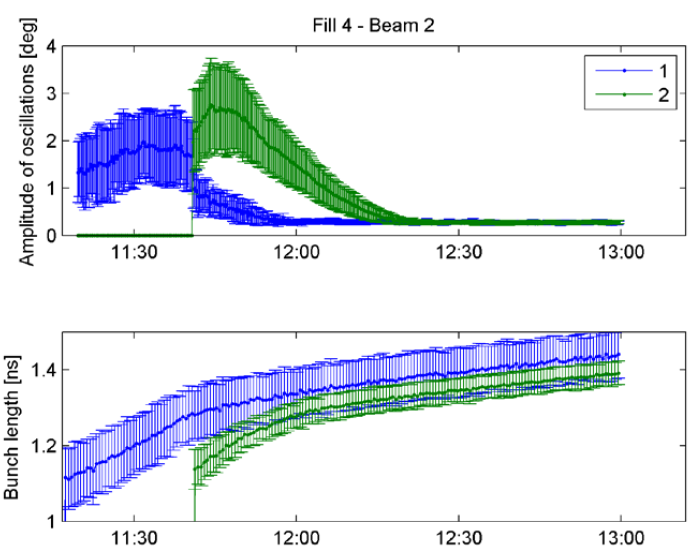 Fill 4 - Beam 2
Amplitude of oscillations [deg]
4
3
2
1
0
1
2
11:30 12:00 12:30 13:00
Bunch length [ns]
1.4
1.2
1
11:30 12:00 12:30 13:00